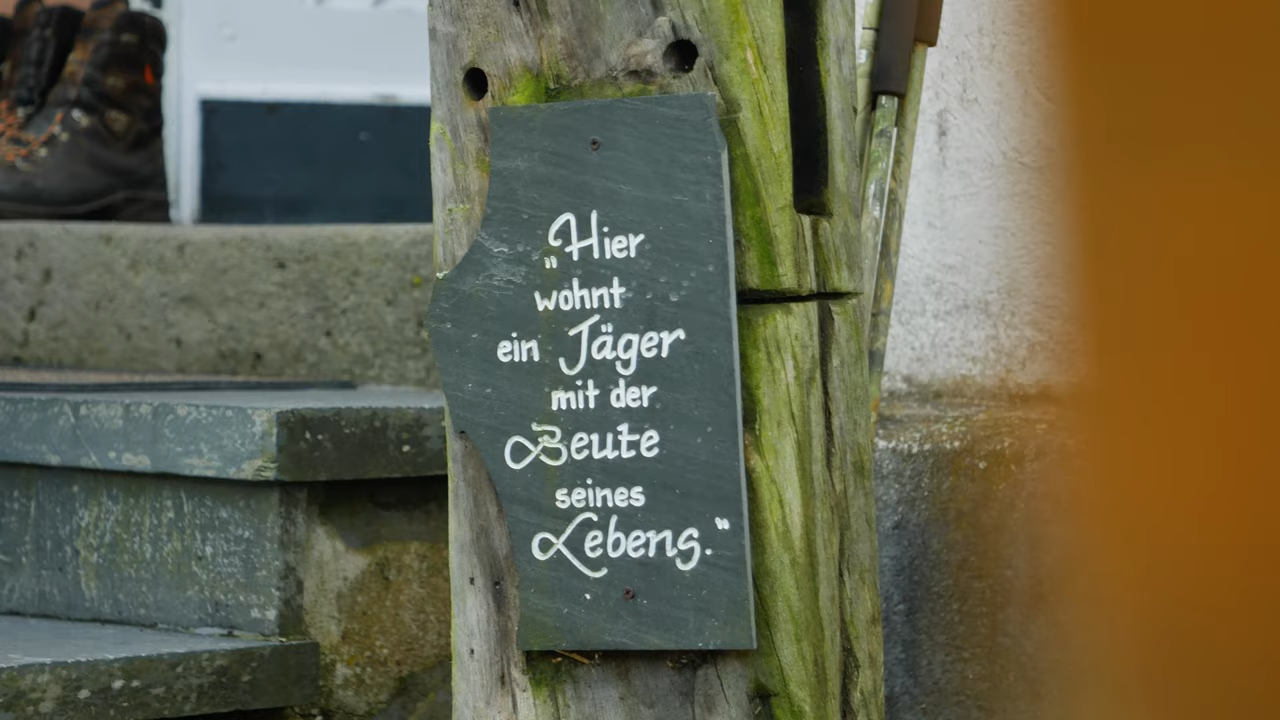 „Hier
wohnt
ein Jäger
mit der
Beute
seines
Lebens."